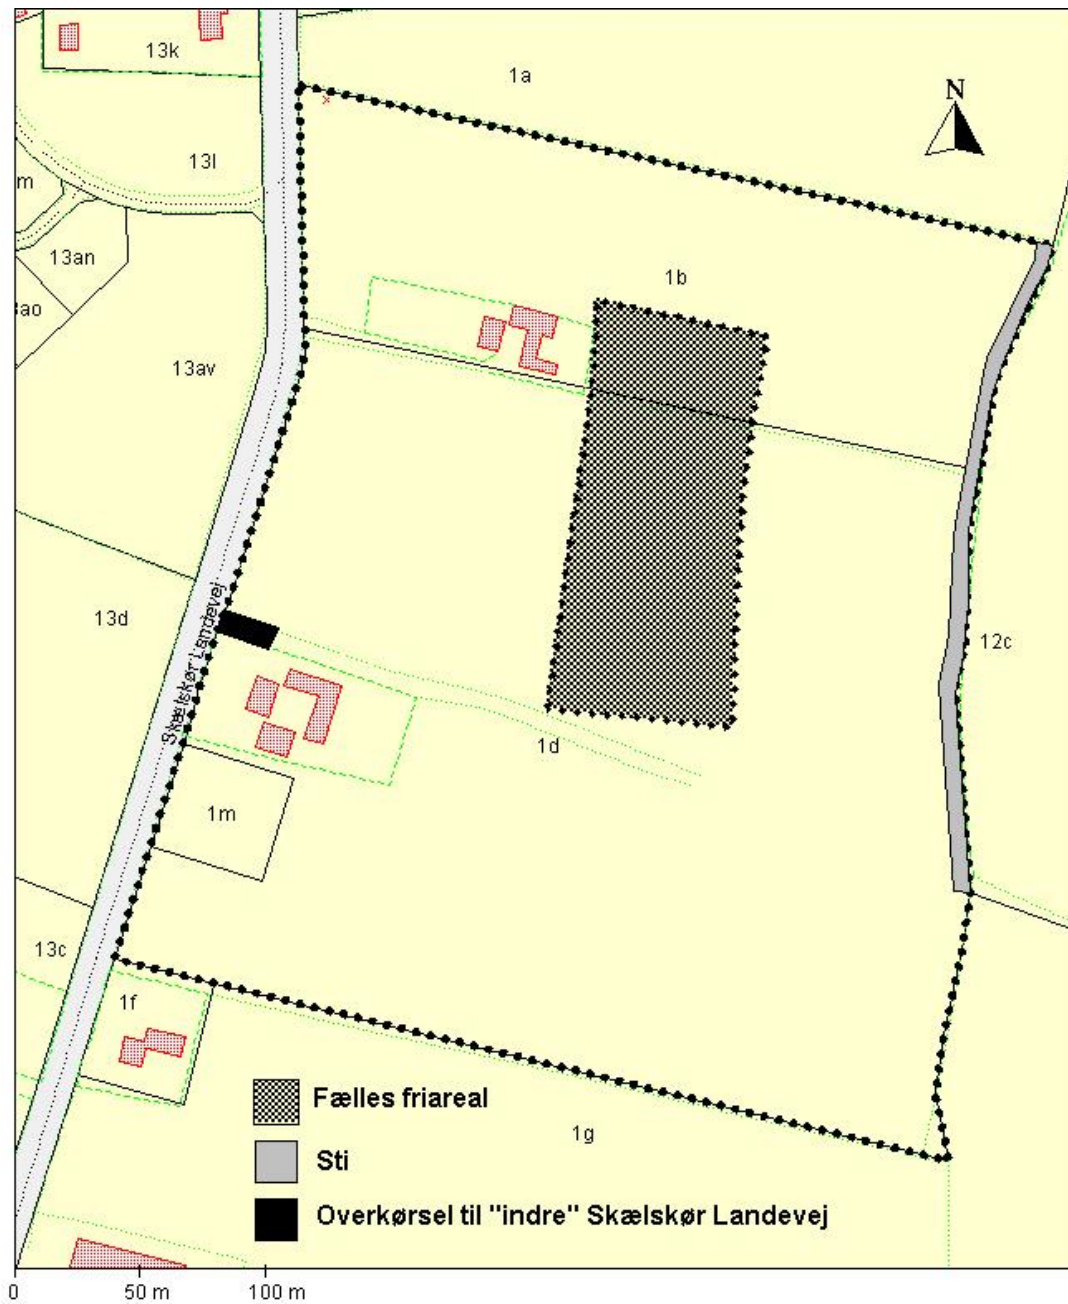 13k
1a
N
13l
m
13an
1b
13ao
13av
13d
Skælskør Landevej
12c
1d
1m
13c
1f
Fælles friareal
1g
Sti
Overkørsel til "indre" Skælskør Landevej
0 50 m 100 m